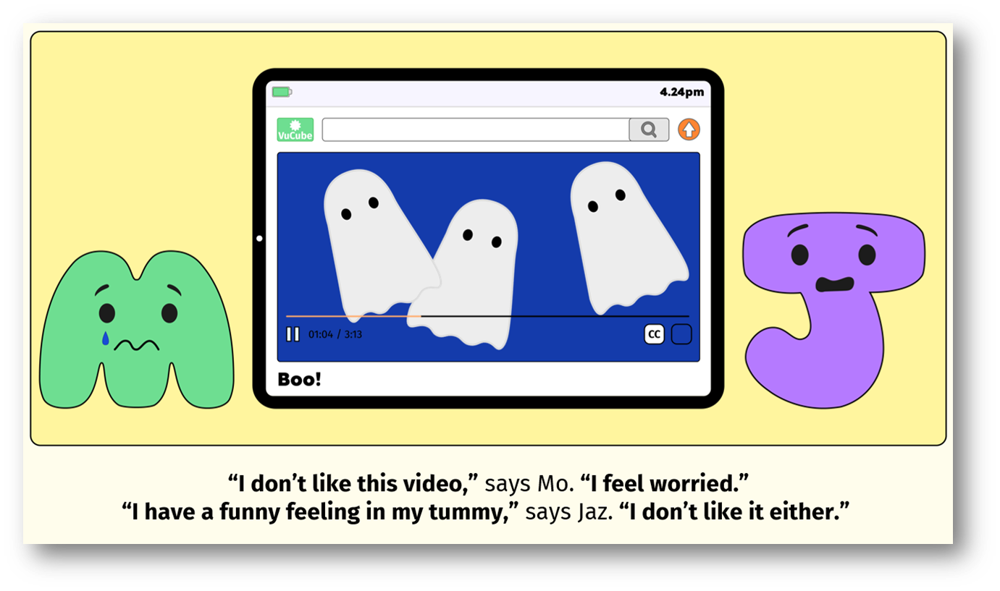 4.24pm
VuCube
01:04 / 3:13
CC
Boo!
“I don’t like this video,” says Mo. “I feel worried.”
“I have a funny feeling in my tummy,” says Jaz. “I don’t like it either.”